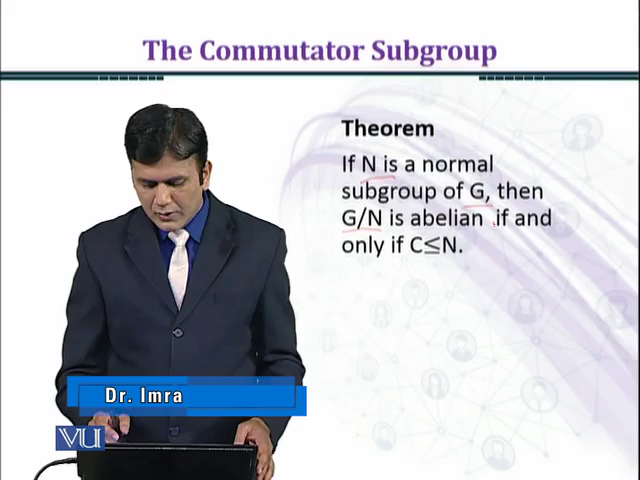 The Commutator Subgroup
Theorem
If N is a normal
subgroup of G, then
G/N is abelian .if and
only if C≤N.
Dr. Imra
VU